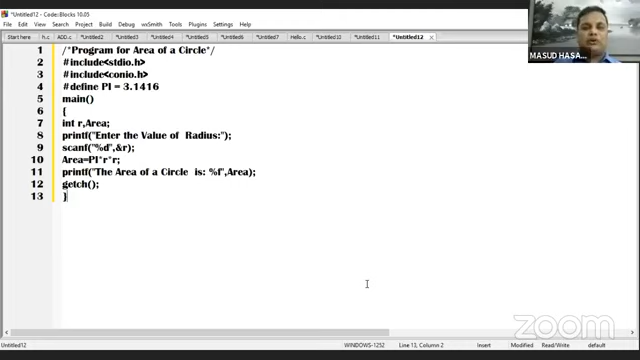 *Untitled12 - Code::Blocks 10.05
File Edit View Search Project Build Debug wxSmith Tools Plugins Settings Help
Start here h.c ADD.c *Untitled2 *Untitled3 *Untitled4 *Untitled5 *Untitled6 *Untitled7 Hello.c *Untitled10 *Untitled11 *Untitled12
MASUD HASA...
1 /*Program for Area of a Circle*/
2 #include<stdio.h>
3 #include<conio.h>
4 #define PI = 3.1416
5 main()
6 {
7 int r,Area;
8 printf("Enter the Value of Radius:");
9 scanf("%d",&r);
10 Area=PI*r*r;
11 printf("The Area of a Circle is: %f",Area);
12 getch();
13 }
zoom
Untitled12 WINDOWS-1252 Line 13, Column 2 Insert Modified Read/Write default